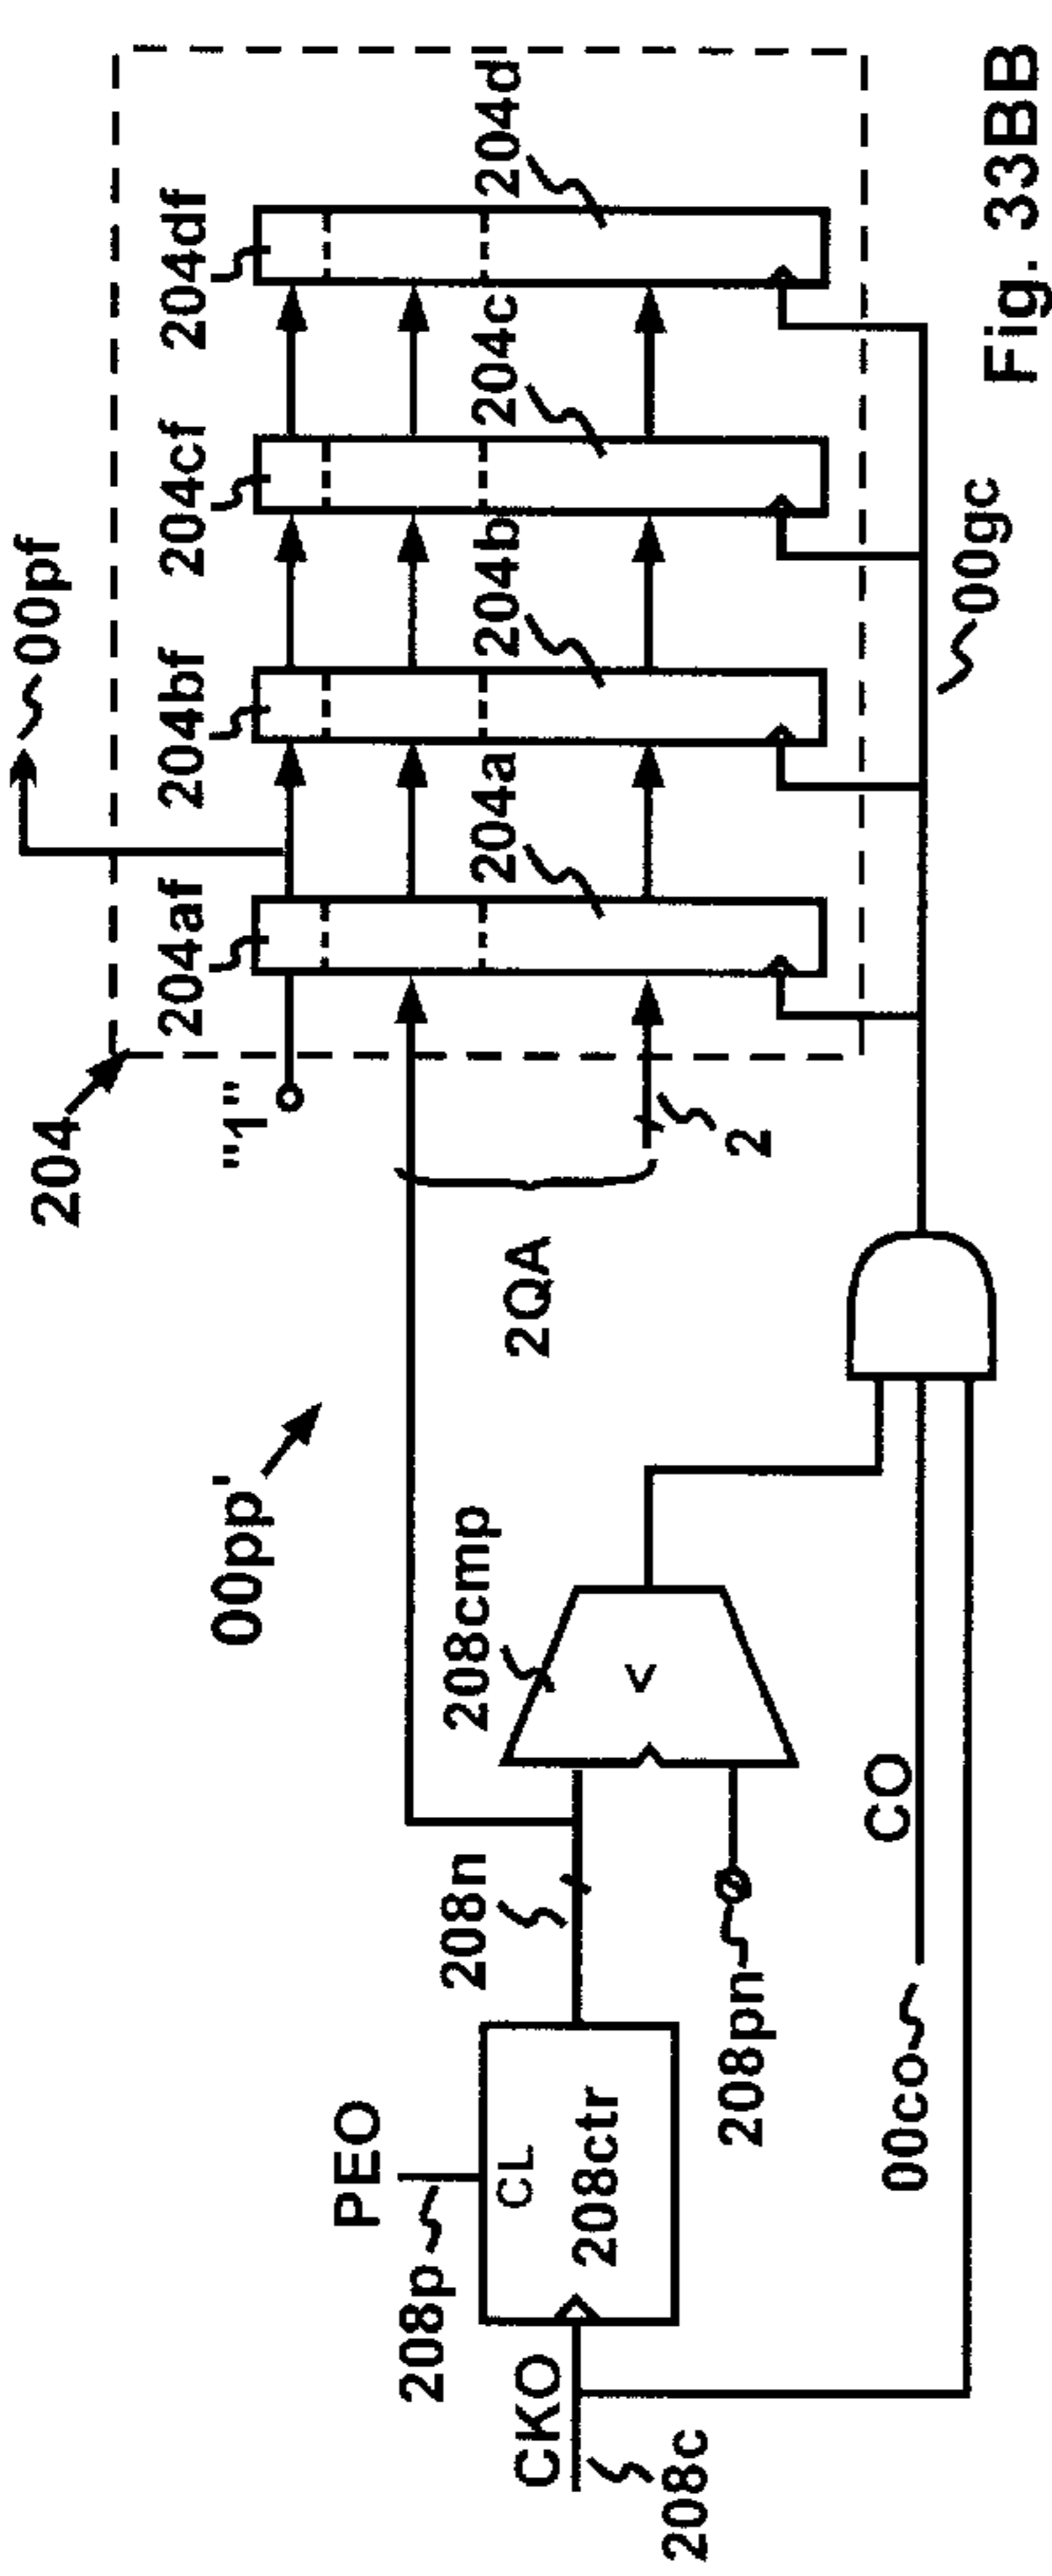 00pf
204
204af
204bf
204cf
204df
"1"
204a
204b
204c
204d
2QA
2
00pp'
PEO
208p
CL
208ctr
CKO
208c
208n
208cmp
<
208pn
CO
00co
00gc
Fig. 33BB